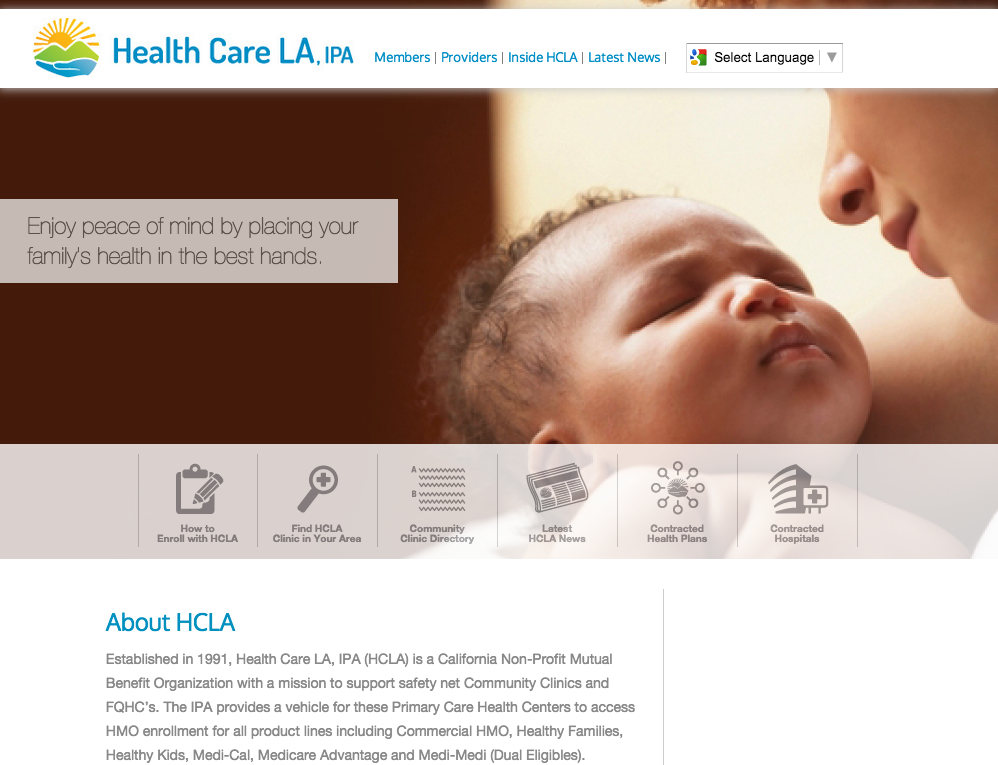 Health Care LA, IPA
Members | Providers | Inside HCLA | Latest News |
Select Language ▼
Enjoy peace of mind by placing your
family's health in the best hands.
How to
Enroll with HCLA
Find HCLA
Clinic in Your Area
A
B
Community
Clinic Directory
Latest
HCLA News
Contracted
Health Plans
Contracted
Hospitals
About HCLA
Established in 1991, Health Care LA, IPA (HCLA) is a California Non-Profit Mutual
Benefit Organization with a mission to support safety net Community Clinics and
FQHC's. The IPA provides a vehicle for these Primary Care Health Centers to access
HMO enrollment for all product lines including Commercial HMO, Healthy Families,
Healthy Kids, Medi-Cal, Medicare Advantage and Medi-Medi (Dual Eligibles).